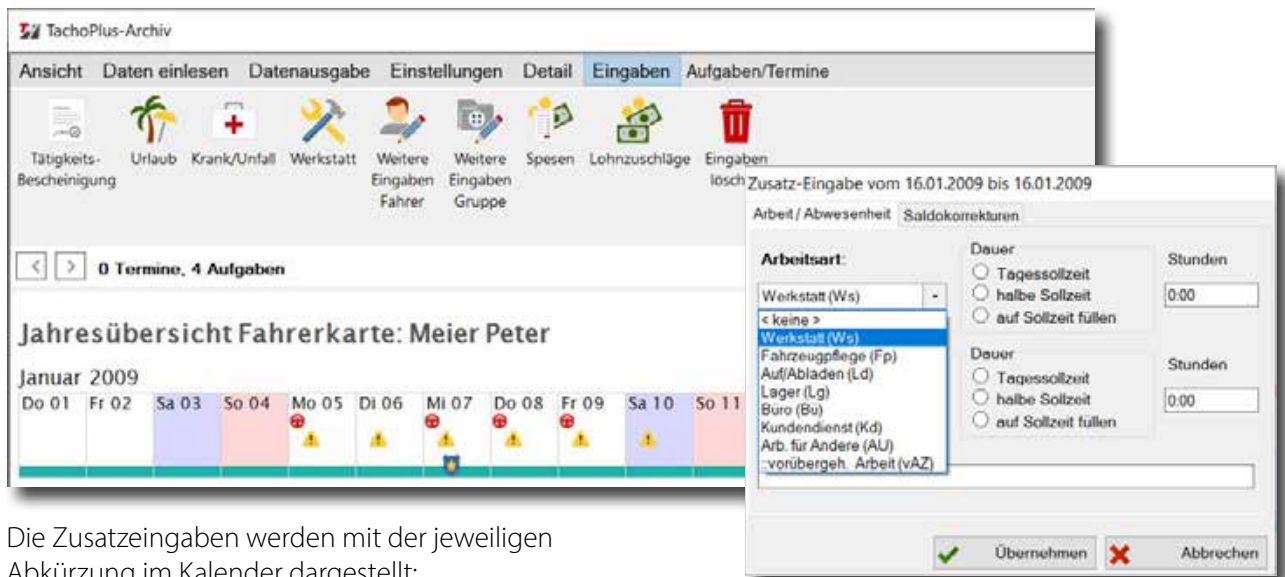 TachoPlus-Archiv
Ansicht Daten einlesen Datenausgabe Einstellungen Detail Eingaben Aufgaben/Termine
Tätigkeits-
Bescheinigung
Urlaub
Krank/Unfall
Werkstatt
Weitere
Eingaben
Fahrer
Weitere
Eingaben
Gruppe
Spesen
Lohnzuschläge
Eingaben
lösch
< > 0 Termine, 4 Aufgaben
Jahresübersicht Fahrerkarte: Meier Peter
Januar 2009
Do 01 Fr 02 Sa 03 So 04 Mo 05 Di 06 Mi 07 Do 08 Fr 09 Sa 10 So 11
Zusatz-Eingabe vom 16.01.2009 bis 16.01.2009
Arbeit / Abwesenheit Saldokorrekturen
Arbeitsart:
Werkstatt (Ws)
< keine >
Werkstatt (Ws)
Fahrzeugpflege (Fp)
Auf/Abladen (Ld)
Lager (Lg)
Büro (Bü)
Kundendienst (Kd)
Arb. für Andere (AU)
::vorübergeh. Arbeit (vAZ)
Dauer
Tagessollzeit
halbe Sollzeit
auf Sollzeit füllen
Stunden
0:00
Dauer
Tagessollzeit
halbe Sollzeit
auf Sollzeit füllen
Stunden
0:00
Übernehmen Abbrechen
Die Zusatzeingaben werden mit der jeweiligen
Abkürzung im Kalender dargestellt: